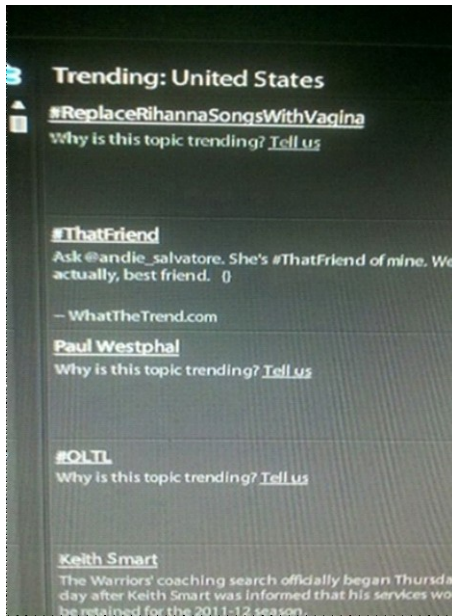 Trending: United States
#ReplaceRihannaSongsWithVagina
Why is this topic trending? Tell us
#ThatFriend
Ask @andie_salvatore. She's #ThatFriend of mine. We
actually, best friend. ()
– WhatTheTrend.com
Paul Westphal
Why is this topic trending? Tell us
#OLTL
Why is this topic trending? Tell us
Keith Smart
The Warriors' coaching search officially began Thursda
day after Keith Smart was informed that his services wo
be retained for the 2011-12 season.